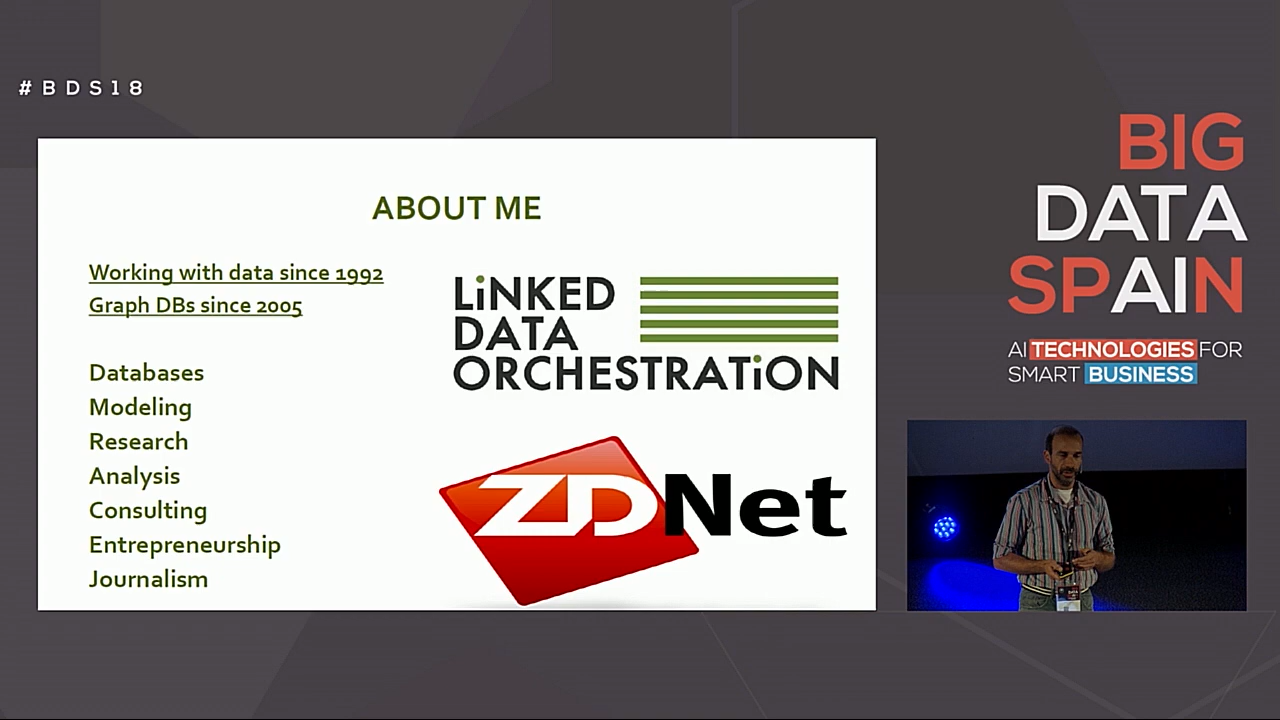 #BDS18
ABOUT ME
Working with data since 1992
Graph DBs since 2005
Databases
Modeling
Research
Analysis
Consulting
Entrepreneurship
Journalism
LiNKED
DATA
ORCHESTRATiON
ZDNet
BIG
DATA
SPAIN
AI TECHNOLOGIES FOR
SMART BUSINESS